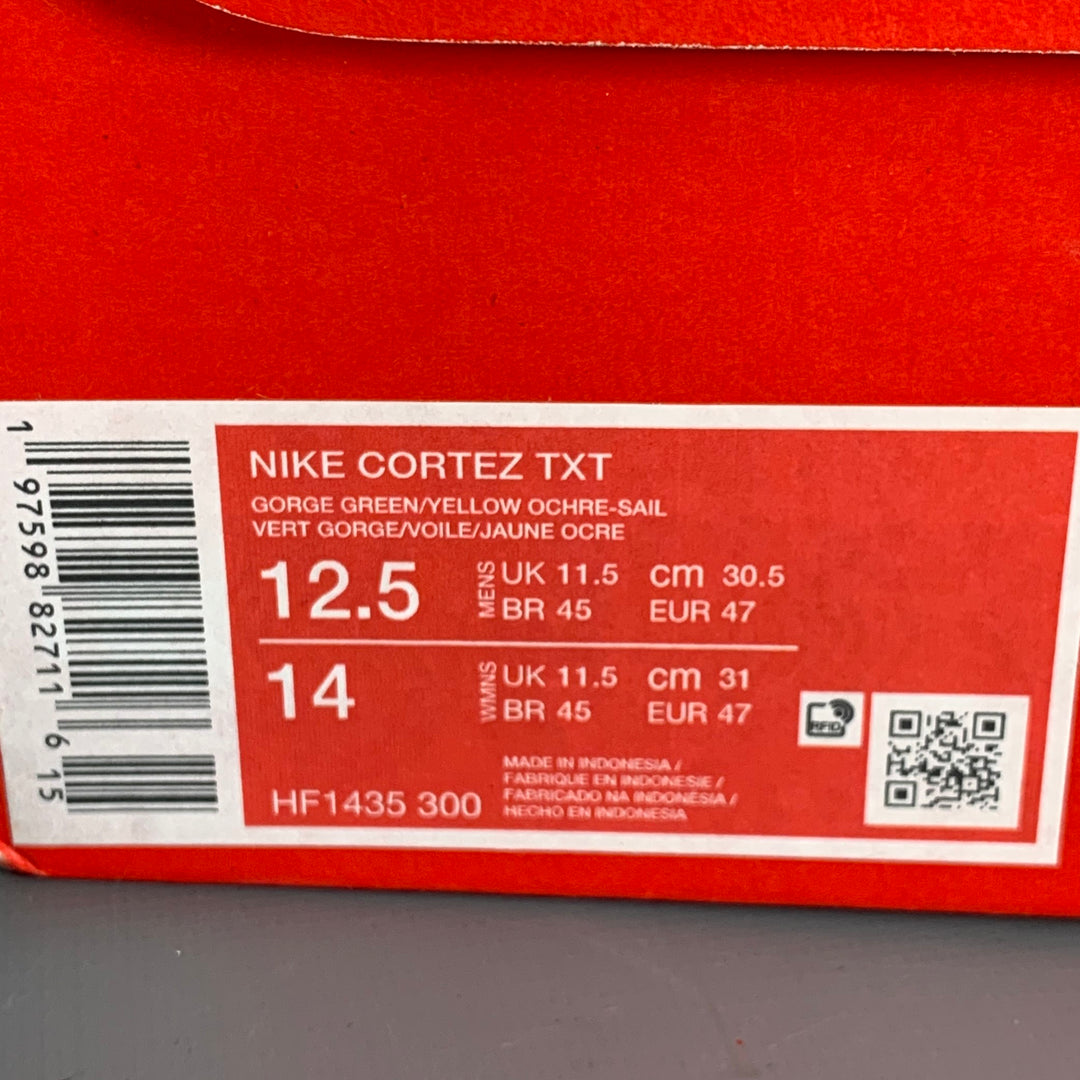 1 97598 82711 6 15
NIKE CORTEZ TXT
GORGE GREEN/YELLOW OCHRE-SAIL
VERT GORGE/VOILE/JAUNE OCRE
12.5 MENS UK 11.5 cm 30.5
BR 45 EUR 47
14 WMNS UK 11.5 cm 31
BR 45 EUR 47
RFID
HF1435 300
MADE IN INDONESIA /
FABRIQUE EN INDONESIE /
FABRICADO NA INDONESIA /
HECHO EN INDONESIA